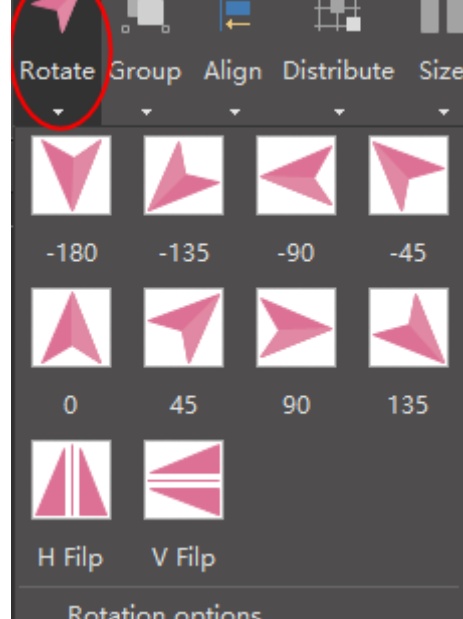 Rotate Group Align Distribute Size
-180 -135 -90 -45
0 45 90 135
H Filp V Filp
Rotation options